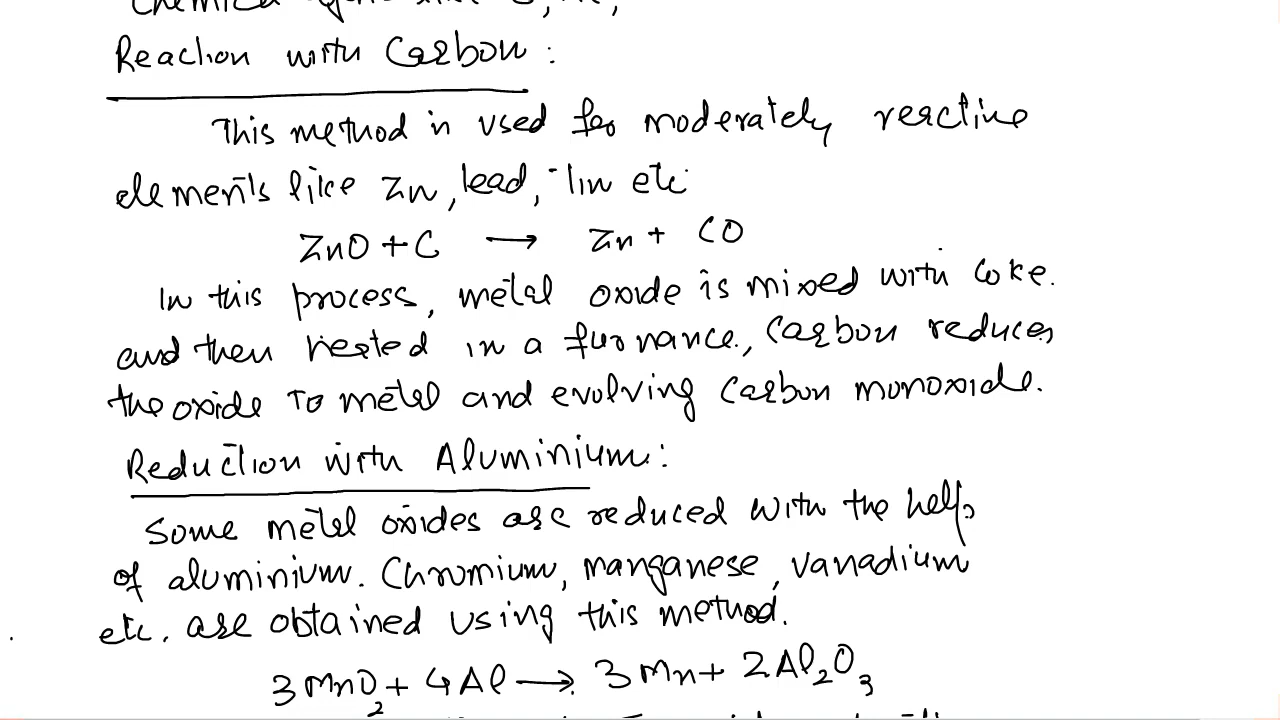 Reaction with Carbon :
This method is used for moderately reactive
elements like Zn, lead, tin etc
ZnO + C → Zn + CO
In this process, metal oxide is mixed with coke.
and then heated in a furnance, Carbon reduces
the oxide to metal and evolving carbon monoxide.
Reduction with Aluminium :
Some metal oxides are reduced with the help
of aluminium. Chromium, manganese, vanadium
etc. are obtained using this method.
3MnO₂ + 4Al → 3Mn + 2Al₂O₃